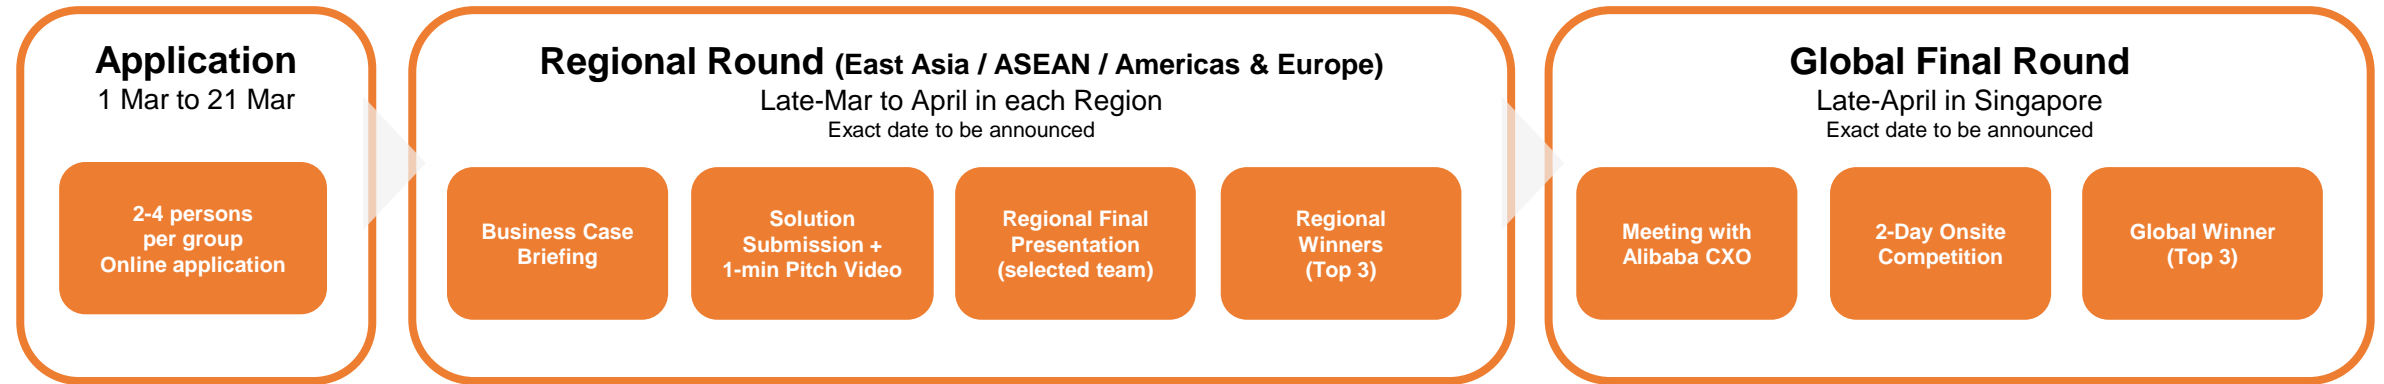 Application
1 Mar to 21 Mar
2-4 persons
per group
Online application
Regional Round (East Asia / ASEAN / Americas & Europe)
Late-Mar to April in each Region
Exact date to be announced
Business Case
Briefing
Solution
Submission +
1-min Pitch Video
Regional Final
Presentation
(selected team)
Regional
Winners
(Top 3)
Global Final Round
Late-April in Singapore
Exact date to be announced
Meeting with
Alibaba CXO
2-Day Onsite
Competition
Global Winner
(Top 3)